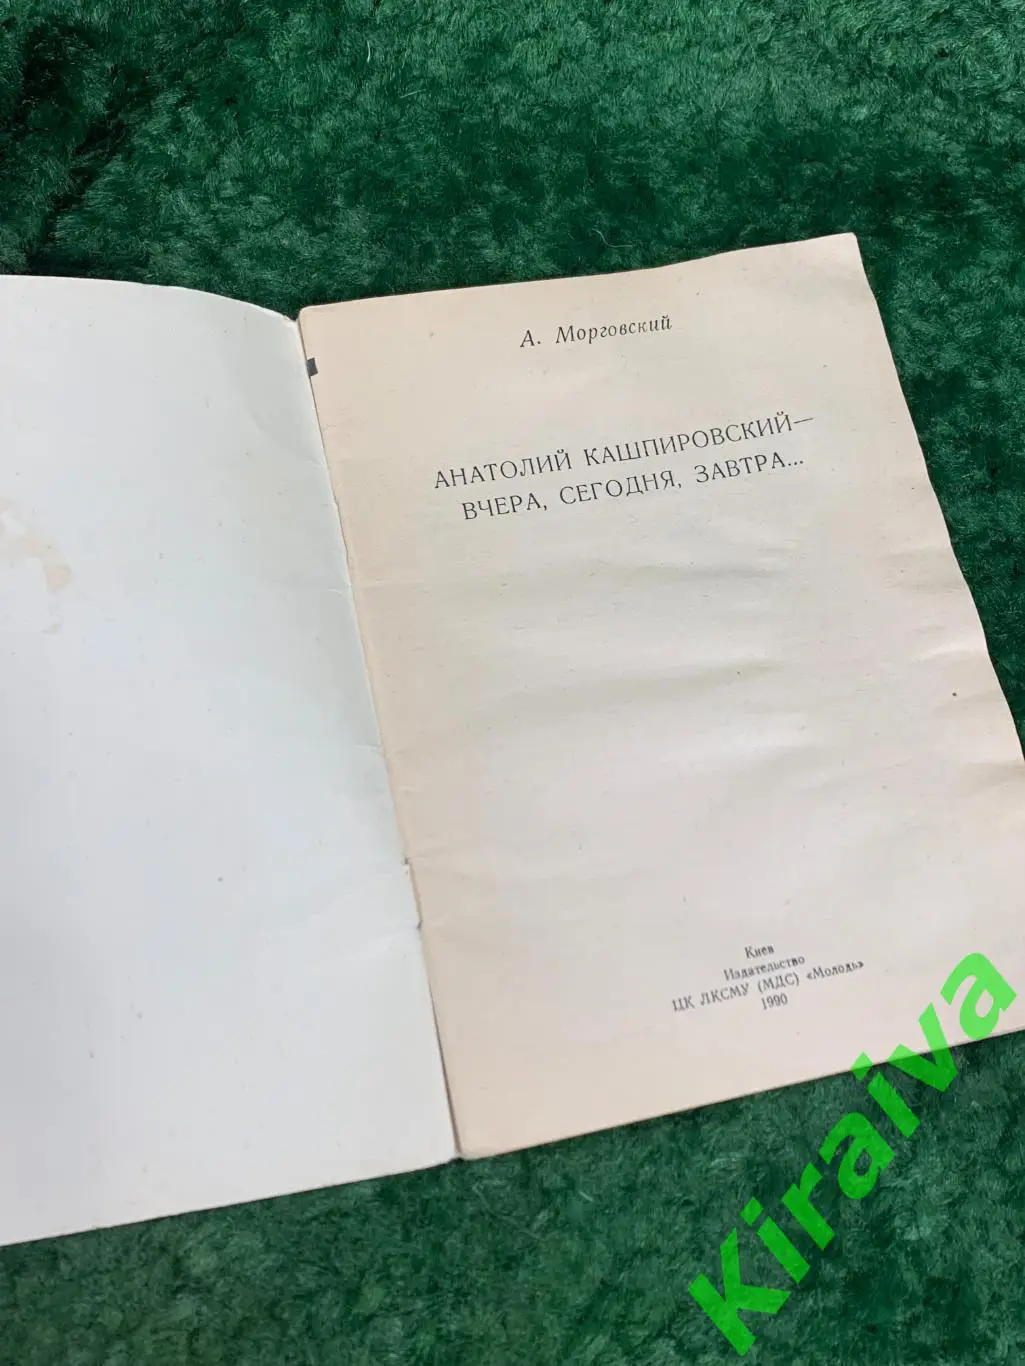 А. Морговский
АНАТОЛИЙ КАШПИРОВСКИЙ—
ВЧЕРА, СЕГОДНЯ, ЗАВТРА...
Киев
Издательство
ЦК ЛКСМУ (МДС) «Молодь»
1990
Kiraiva